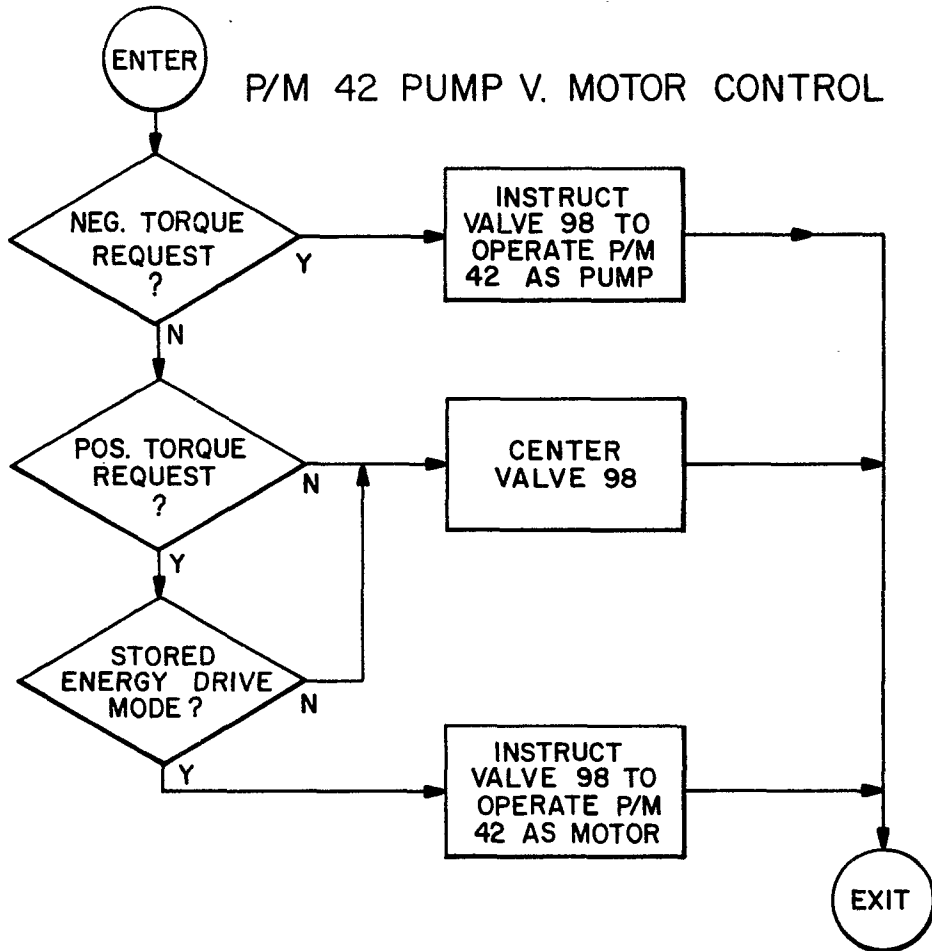 ENTER
P/M 42 PUMP V. MOTOR CONTROL
NEG. TORQUE
REQUEST
?
Y
N
INSTRUCT
VALVE 98 TO
OPERATE P/M
42 AS PUMP
POS. TORQUE
REQUEST
?
N
Y
CENTER
VALVE 98
STORED
ENERGY DRIVE
MODE ?
N
Y
INSTRUCT
VALVE 98 TO
OPERATE P/M
42 AS MOTOR
EXIT